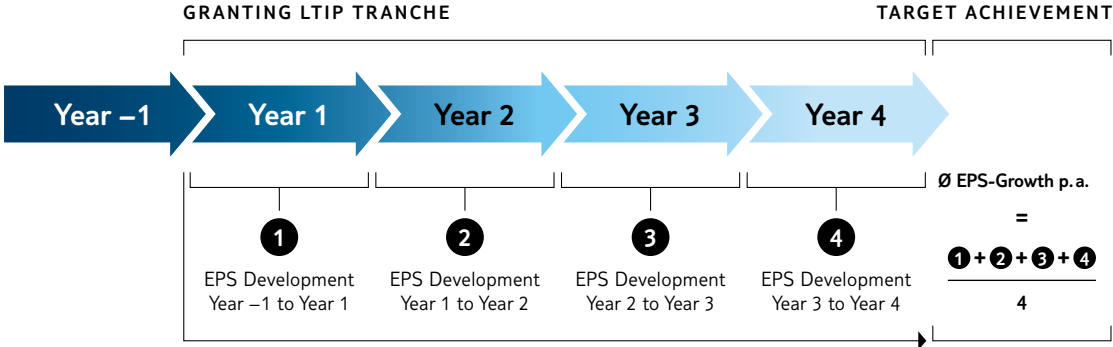 GRANTING LTIP TRANCHE
TARGET ACHIEVEMENT
Year –1
Year 1
Year 2
Year 3
Year 4
1
EPS Development
Year –1 to Year 1
2
EPS Development
Year 1 to Year 2
3
EPS Development
Year 2 to Year 3
4
EPS Development
Year 3 to Year 4
Ø EPS-Growth p. a.
=
1 + 2 + 3 + 4
4